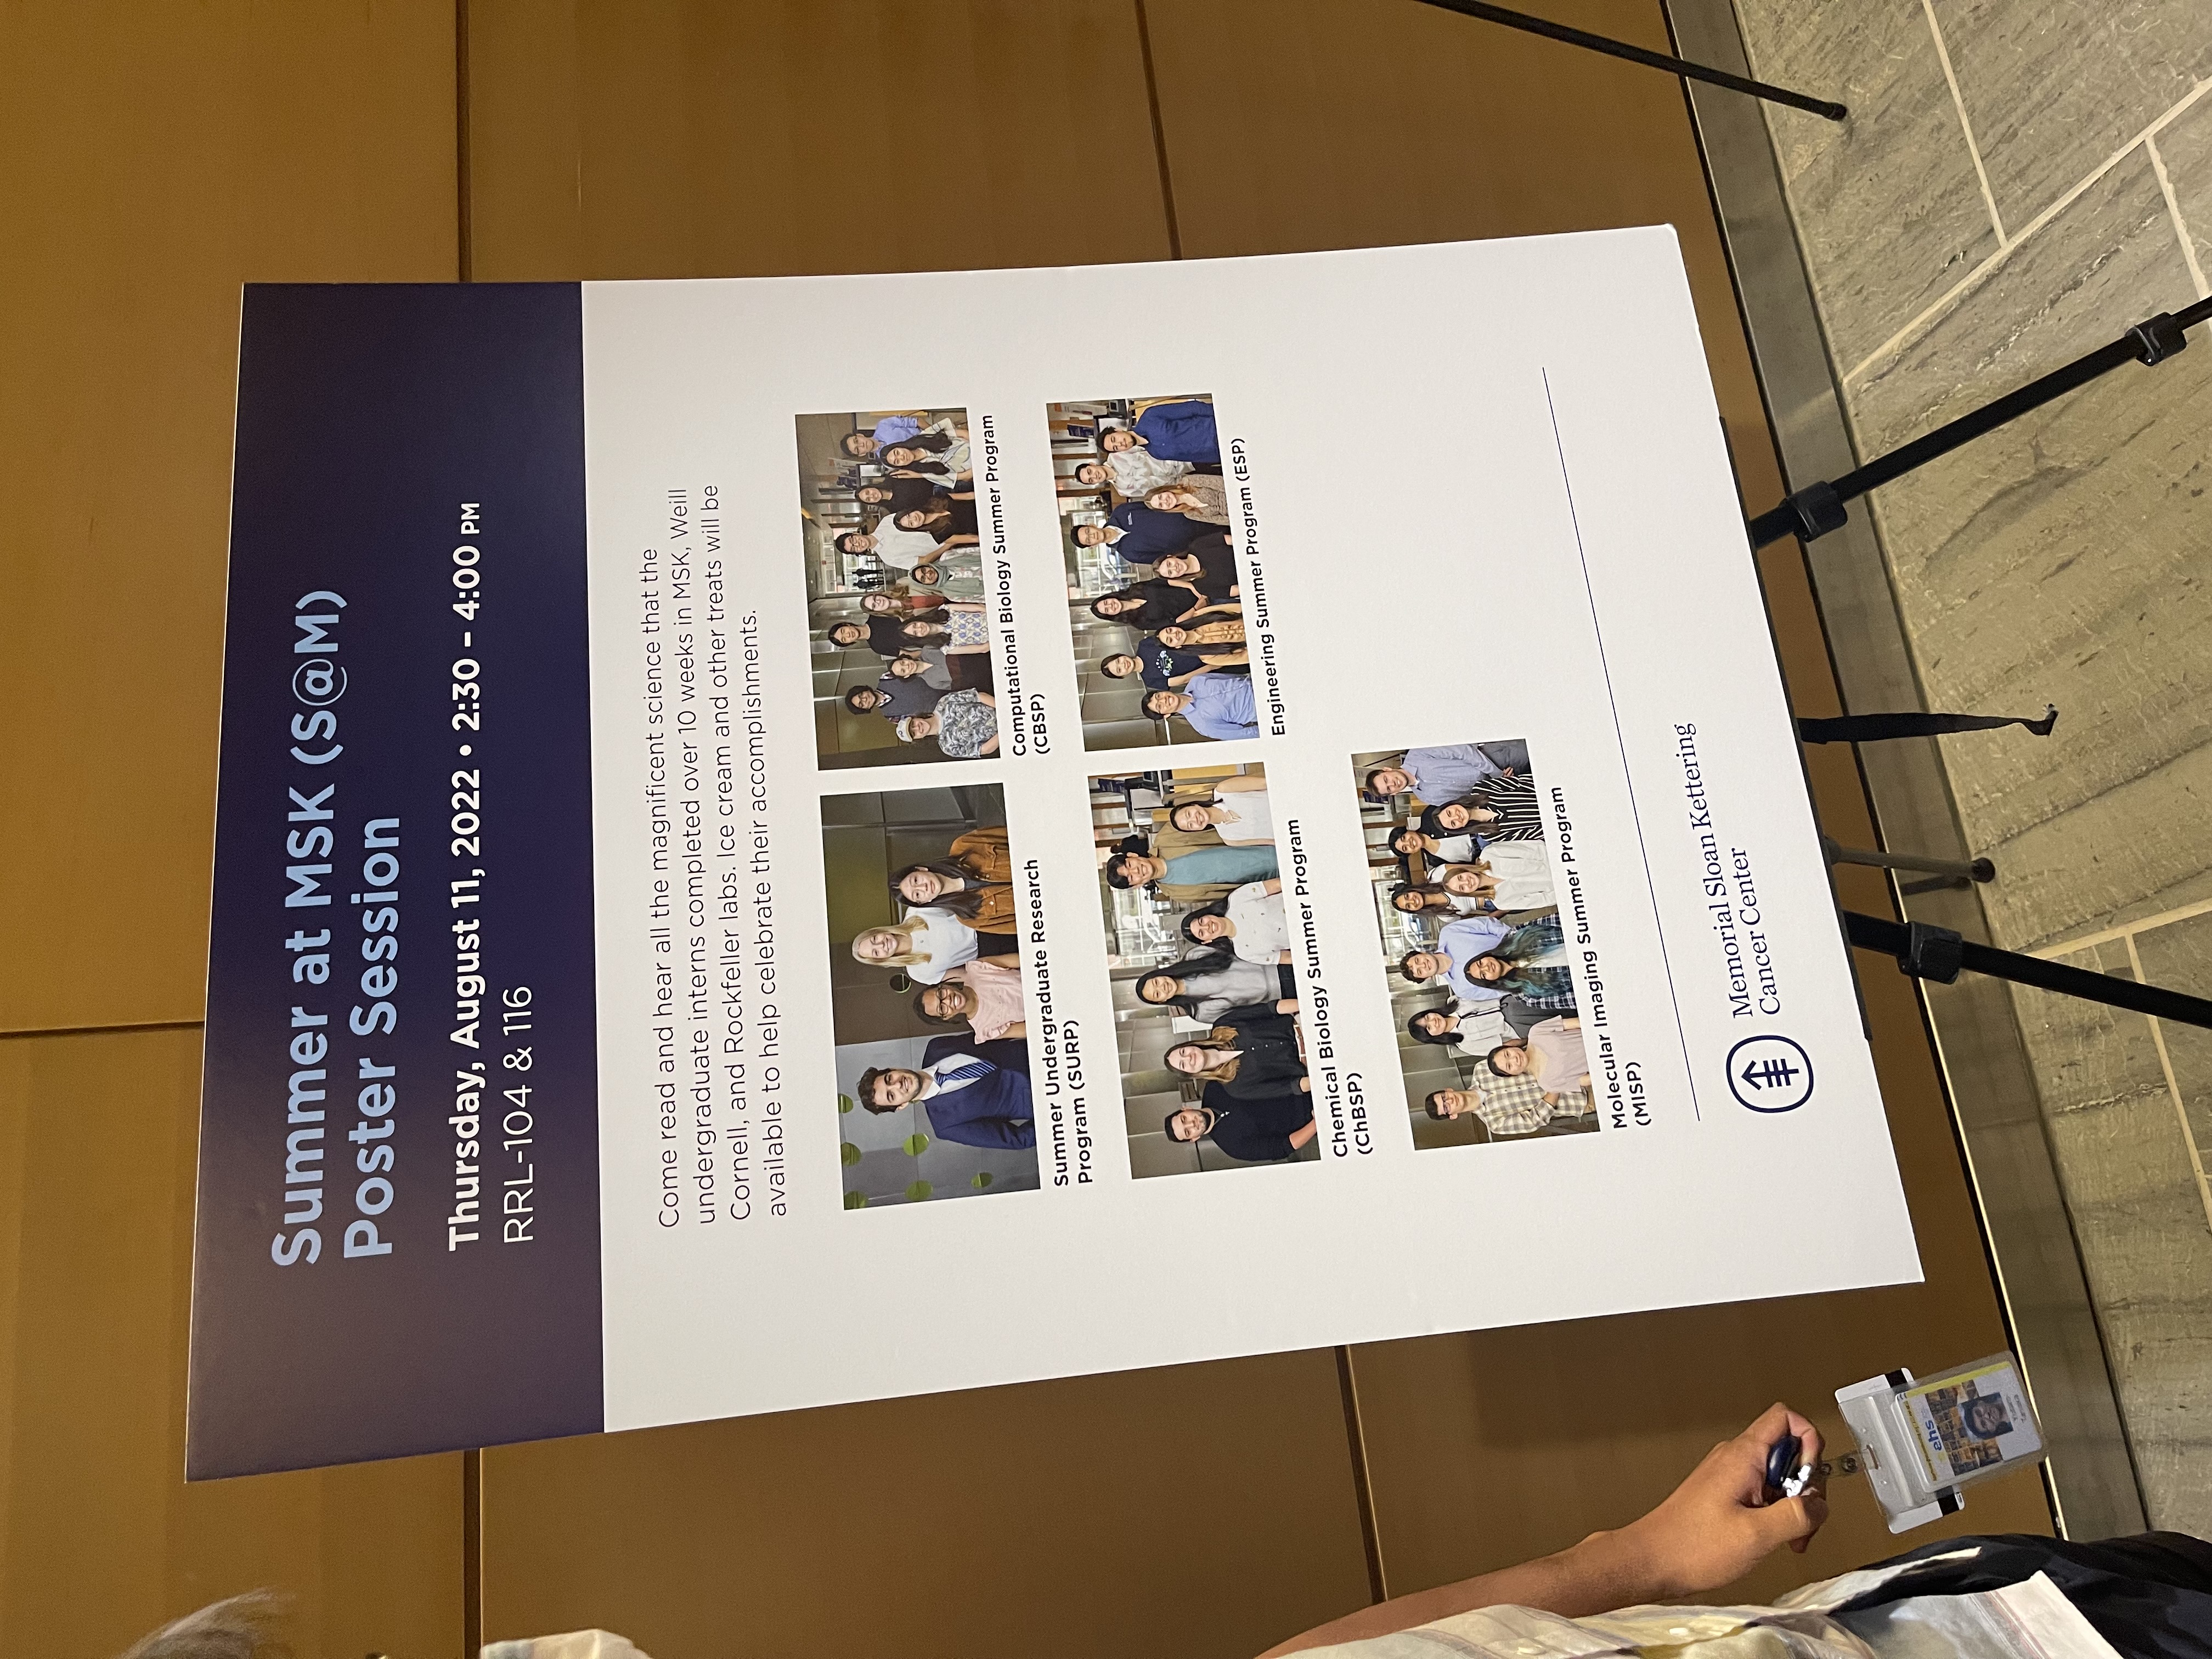 Summer at MSK (S@M)
Poster Session
Thursday, August 11, 2022 • 2:30 – 4:00 PM
RRL-104 & 116
Come read and hear all the magnificent science that the
undergraduate interns completed over 10 weeks in MSK, Weill
Cornell, and Rockfeller labs. Ice cream and other treats will be
available to help celebrate their accomplishments.
Summer Undergraduate Research
Program (SURP)
Computational Biology Summer Program
(CBSP)
Chemical Biology Summer Program
(ChBSP)
Engineering Summer Program (ESP)
Molecular Imaging Summer Program
(MISP)
Memorial Sloan Kettering
Cancer Center
ehs